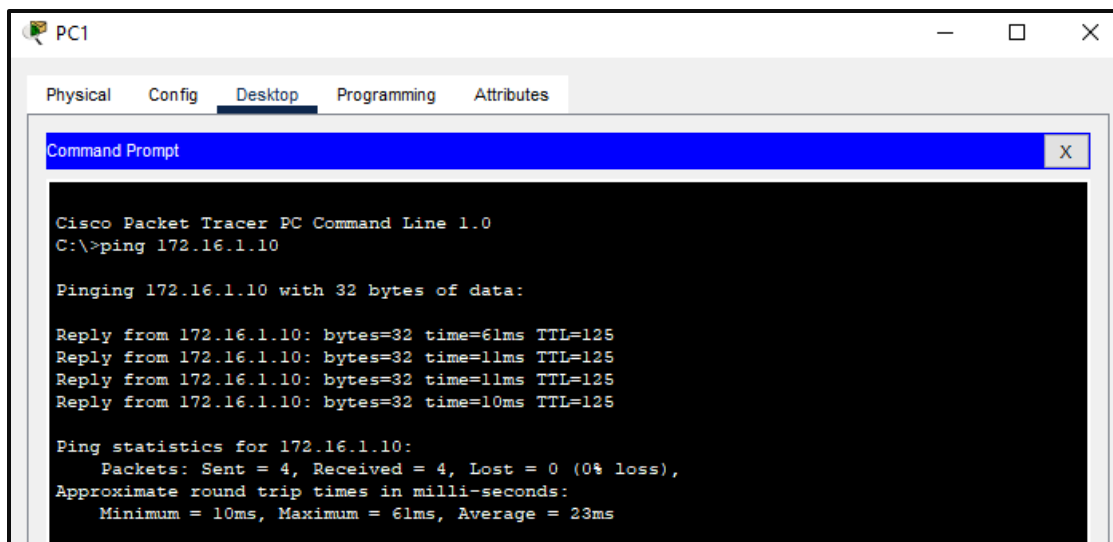 PC1
Physical Config Desktop Programming Attributes
Command Prompt X
Cisco Packet Tracer PC Command Line 1.0
C:\>ping 172.16.1.10
Pinging 172.16.1.10 with 32 bytes of data:
Reply from 172.16.1.10: bytes=32 time=61ms TTL=125
Reply from 172.16.1.10: bytes=32 time=11ms TTL=125
Reply from 172.16.1.10: bytes=32 time=11ms TTL=125
Reply from 172.16.1.10: bytes=32 time=10ms TTL=125
Ping statistics for 172.16.1.10:
Packets: Sent = 4, Received = 4, Lost = 0 (0% loss),
Approximate round trip times in milli-seconds:
Minimum = 10ms, Maximum = 61ms, Average = 23ms